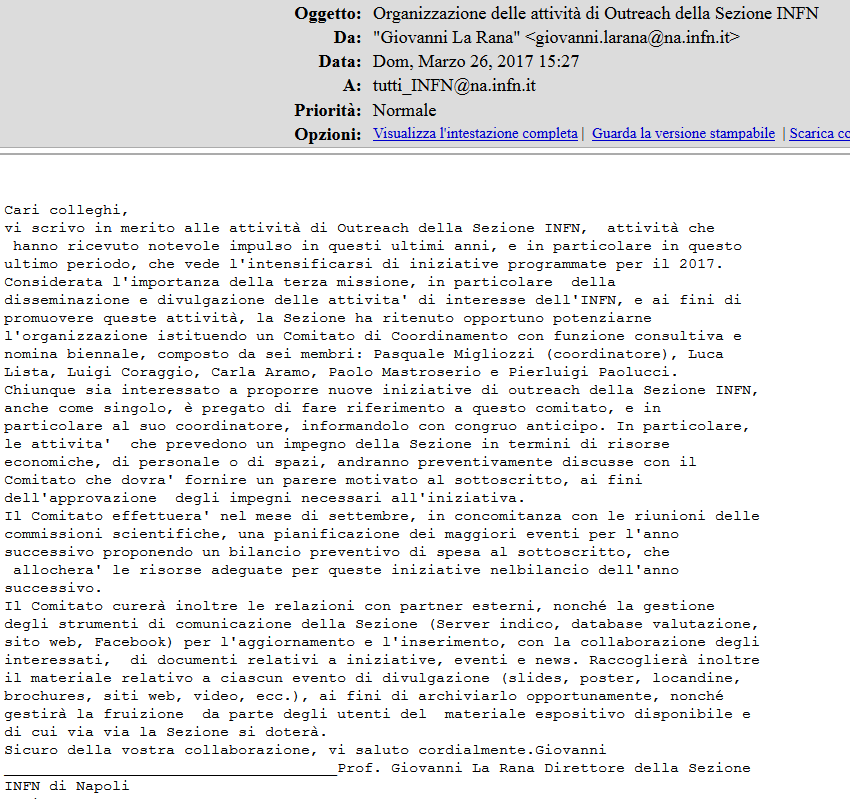 Oggetto: Organizzazione delle attività di Outreach della Sezione INFN
Da: "Giovanni La Rana" <giovanni.larana@na.infn.it>
Data: Dom, Marzo 26, 2017 15:27
A: tutti_INFN@na.infn.it
Priorità: Normale
Opzioni: Visualizza l'intestazione completa | Guarda la versione stampabile | Scarica co
Cari colleghi,
vi scrivo in merito alle attività di Outreach della Sezione INFN, attività che
hanno ricevuto notevole impulso in questi ultimi anni, e in particolare in questo
ultimo periodo, che vede l'intensificarsi di iniziative programmate per il 2017.
Considerata l'importanza della terza missione, in particolare della
disseminazione e divulgazione delle attivita' di interesse dell'INFN, e ai fini di
promuovere queste attività, la Sezione ha ritenuto opportuno potenziarne
l'organizzazione istituendo un Comitato di Coordinamento con funzione consultiva e
nomina biennale, composto da sei membri: Pasquale Migliozzi (coordinatore), Luca
Lista, Luigi Coraggio, Carla Aramo, Paolo Mastroserio e Pierluigi Paolucci.
Chiunque sia interessato a proporre nuove iniziative di outreach della Sezione INFN,
anche come singolo, è pregato di fare riferimento a questo comitato, e in
particolare al suo coordinatore, informandolo con congruo anticipo. In particolare,
le attivita' che prevedono un impegno della Sezione in termini di risorse
economiche, di personale o di spazi, andranno preventivamente discusse con il
Comitato che dovra' fornire un parere motivato al sottoscritto, ai fini
dell'approvazione degli impegni necessari all'iniziativa.
Il Comitato effettuera' nel mese di settembre, in concomitanza con le riunioni delle
commissioni scientifiche, una pianificazione dei maggiori eventi per l'anno
successivo proponendo un bilancio preventivo di spesa al sottoscritto, che
allochera' le risorse adeguate per queste iniziative nelbilancio dell'anno
successivo.
Il Comitato curerà inoltre le relazioni con partner esterni, nonché la gestione
degli strumenti di comunicazione della Sezione (Server indico, database valutazione,
sito web, Facebook) per l'aggiornamento e l'inserimento, con la collaborazione degli
interessati, di documenti relativi a iniziative, eventi e news. Raccoglierà inoltre
il materiale relativo a ciascun evento di divulgazione (slides, poster, locandine,
brochures, siti web, video, ecc.), ai fini di archiviarlo opportunamente, nonché
gestirà la fruizione da parte degli utenti del materiale espositivo disponibile e
di cui via via la Sezione si doterà.
Sicuro della vostra collaborazione, vi saluto cordialmente.Giovanni
_________________________________________Prof. Giovanni La Rana Direttore della Sezione
INFN di Napoli